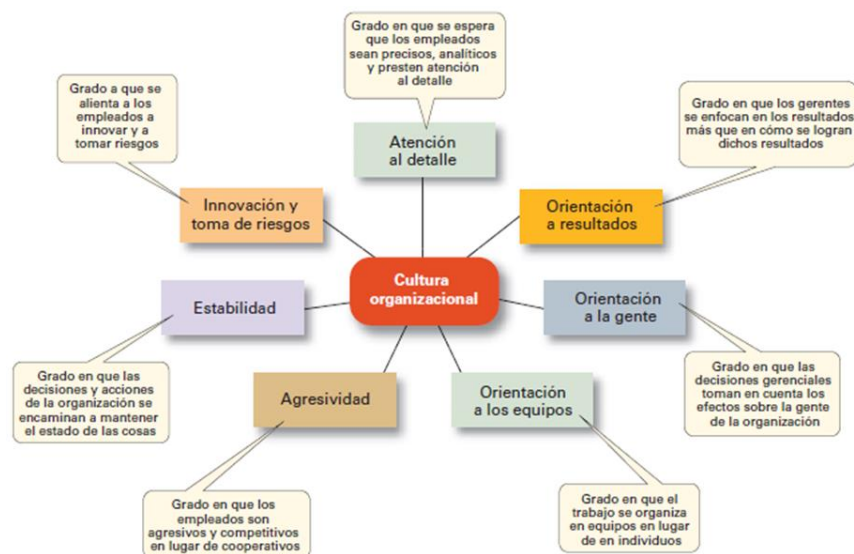 Grado en que se espera
que los empleados
sean precisos, analíticos
y presten atención
al detalle
Atención
al detalle
Grado a que se
alienta a los
empleados a
innovar y a
tomar riesgos
Innovación y
toma de riesgos
Grado en que los gerentes
se enfocan en los resultados
más que en cómo se logran
dichos resultados
Orientación
a resultados
Cultura
organizacional
Estabilidad
Grado en que las
decisiones y acciones
de la organización se
encaminan a mantener
el estado de las cosas
Orientación
a la gente
Grado en que las
decisiones gerenciales
toman en cuenta los
efectos sobre la gente
de la organización
Agresividad
Grado en que los
empleados son
agresivos y competitivos
en lugar de cooperativos
Orientación
a los equipos
Grado en que el
trabajo se organiza
en equipos en lugar
de en individuos